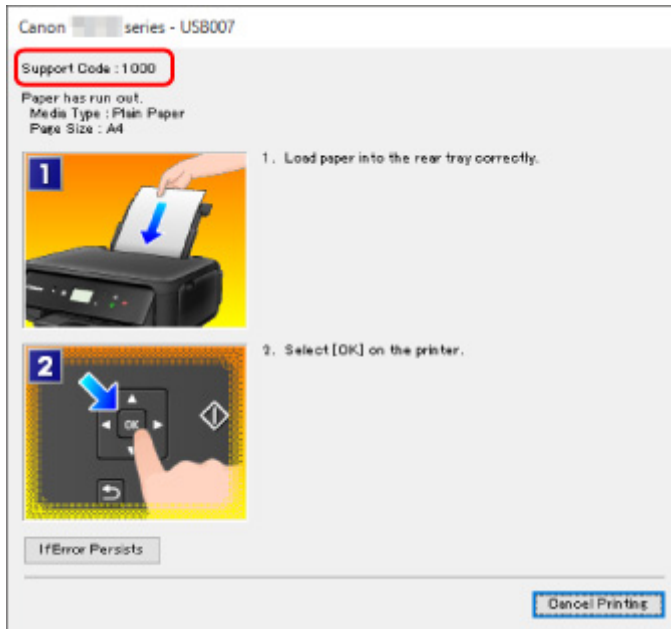 Canon series - USB007
Support Code : 1000
Paper has run out.
Media Type : Plain Paper
Page Size : A4
1
1. Load paper into the rear tray correctly.
2
2. Select [OK] on the printer.
OK
If Error Persists
Cancel Printing